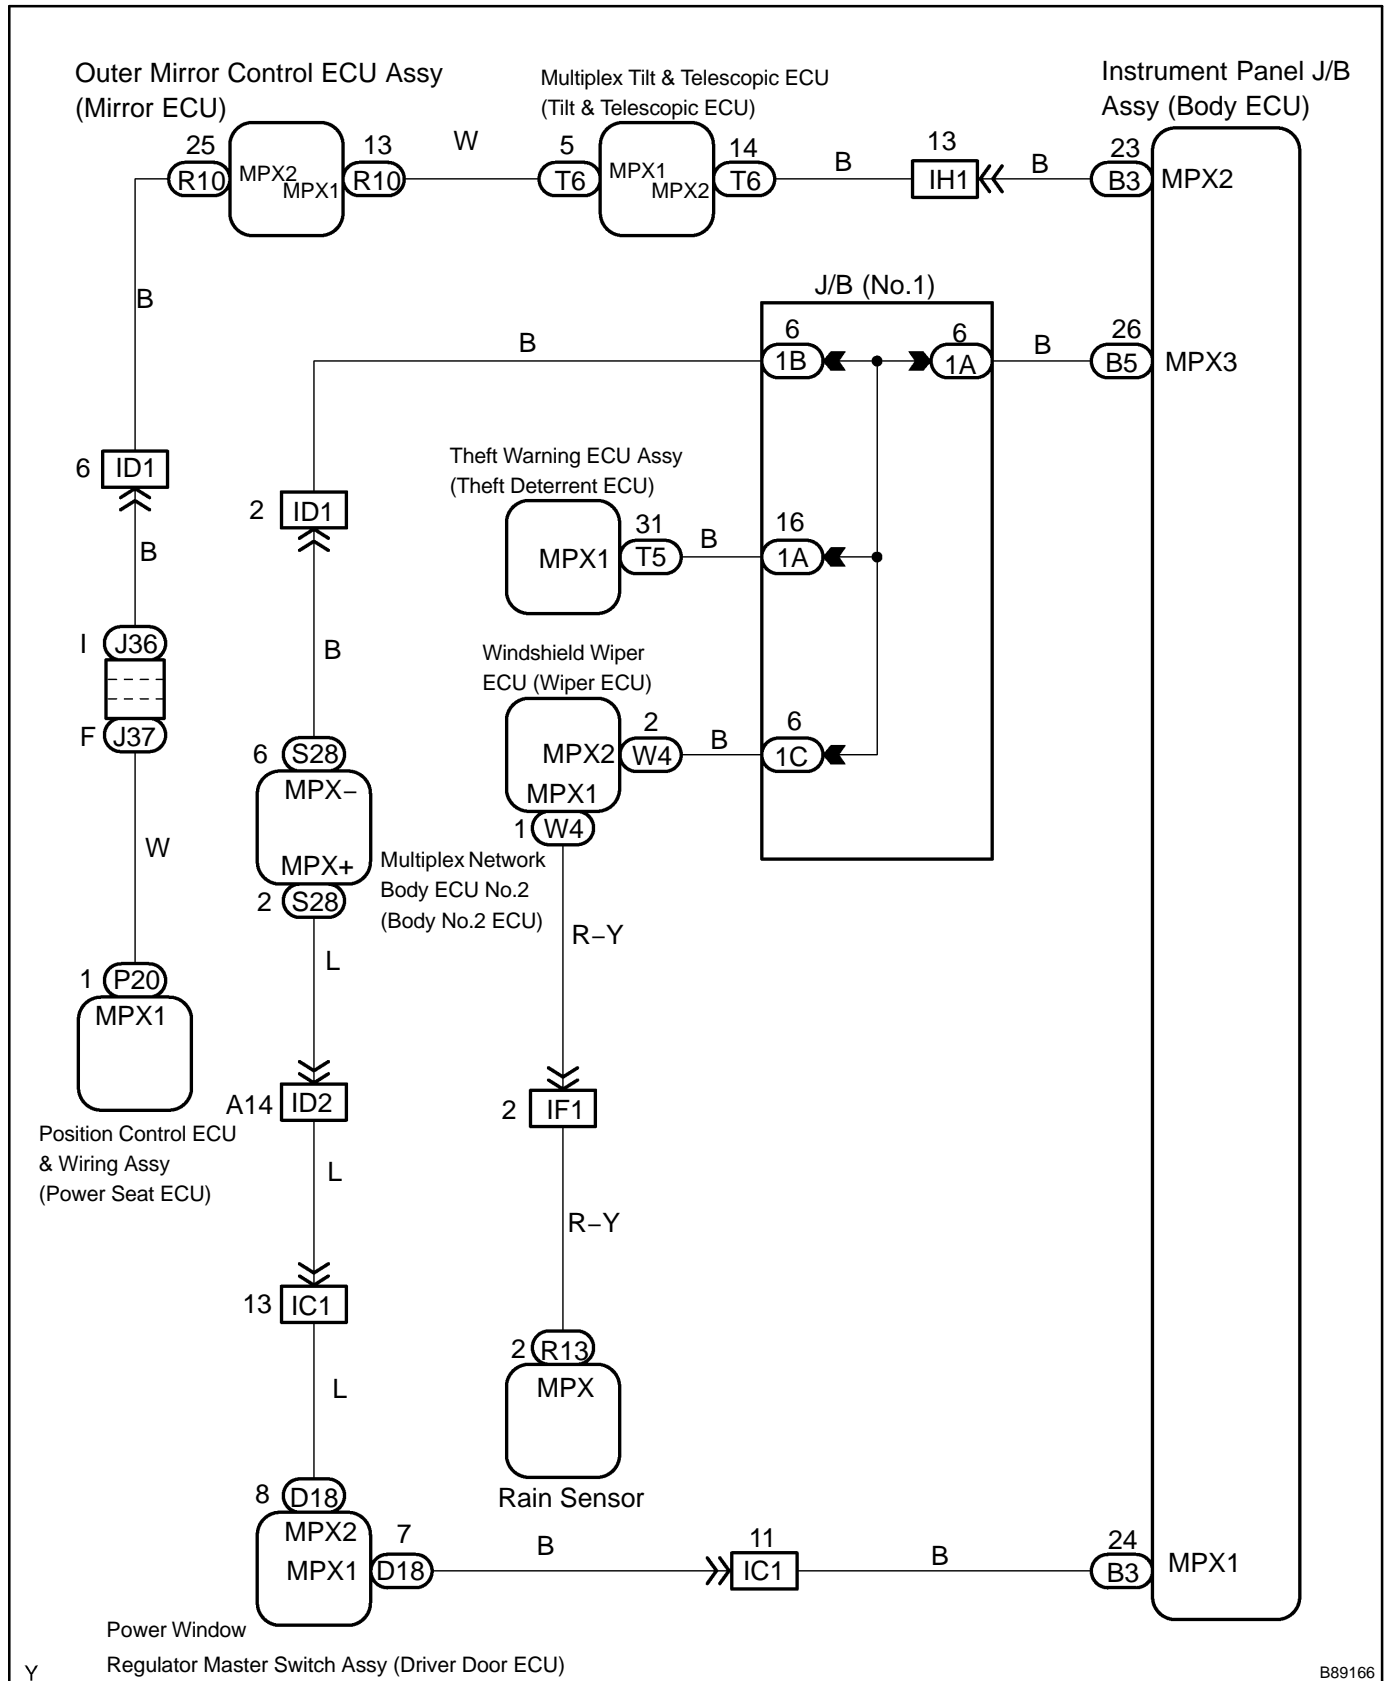 Outer Mirror Control ECU Assy
(Mirror ECU)
Multiplex Tilt & Telescopic ECU
(Tilt & Telescopic ECU)
Instrument Panel J/B
Assy (Body ECU)
25
R10
MPX2
MPX1
13
R10
W
5
T6
MPX1
MPX2
14
T6
B
13
IH1
B
23
B3
MPX2
B
J/B (No.1)
B
6
1B
6
1A
B
26
B5
MPX3
6
ID1
B
2
ID1
B
Theft Warning ECU Assy
(Theft Deterrent ECU)
MPX1
31
T5
B
16
1A
I
J36
F
J37
W
6
S28
MPX–
MPX+
2
S28
Multiplex Network
Body ECU No.2
(Body No.2 ECU)
Windshield Wiper
ECU (Wiper ECU)
MPX2
MPX1
2
W4
B
6
1C
1
W4
R–Y
1
P20
MPX1
Position Control ECU
& Wiring Assy
(Power Seat ECU)
L
A14
ID2
L
2
IF1
R–Y
13
IC1
L
2
R13
MPX
Rain Sensor
8
D18
MPX2
MPX1
7
D18
B
11
IC1
B
24
B3
MPX1
Power Window
Regulator Master Switch Assy (Driver Door ECU)
Y
B89166